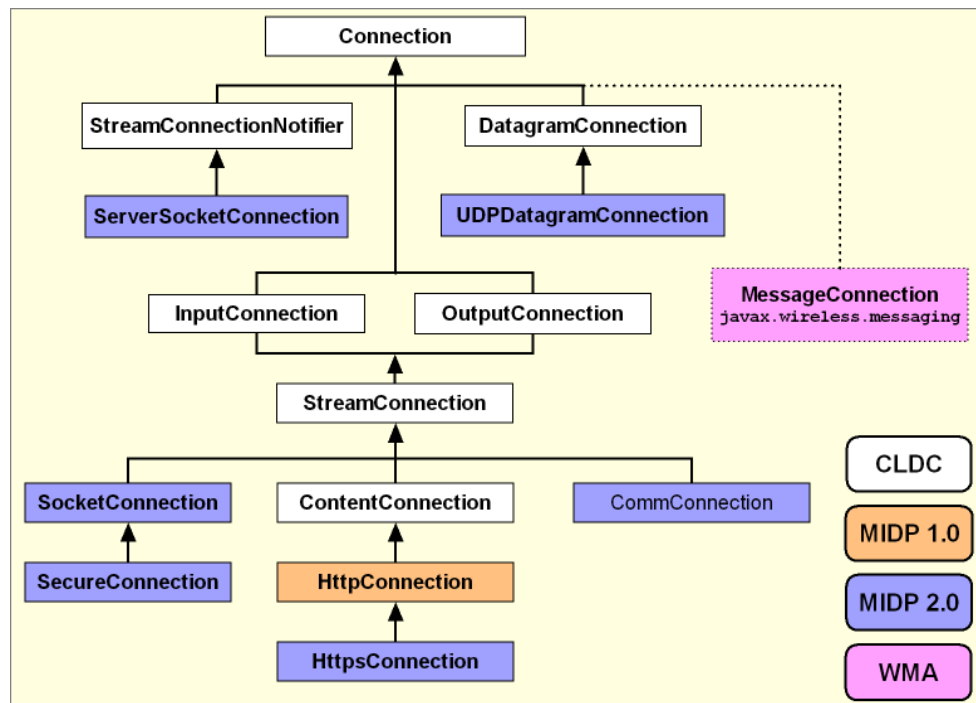 Connection
StreamConnectionNotifier
DatagramConnection
ServerSocketConnection
UDPDatagramConnection
MessageConnection
javax.wireless.messaging
InputConnection
OutputConnection
StreamConnection
CLDC
SocketConnection
ContentConnection
CommConnection
MIDP 1.0
SecureConnection
HttpConnection
MIDP 2.0
HttpsConnection
WMA